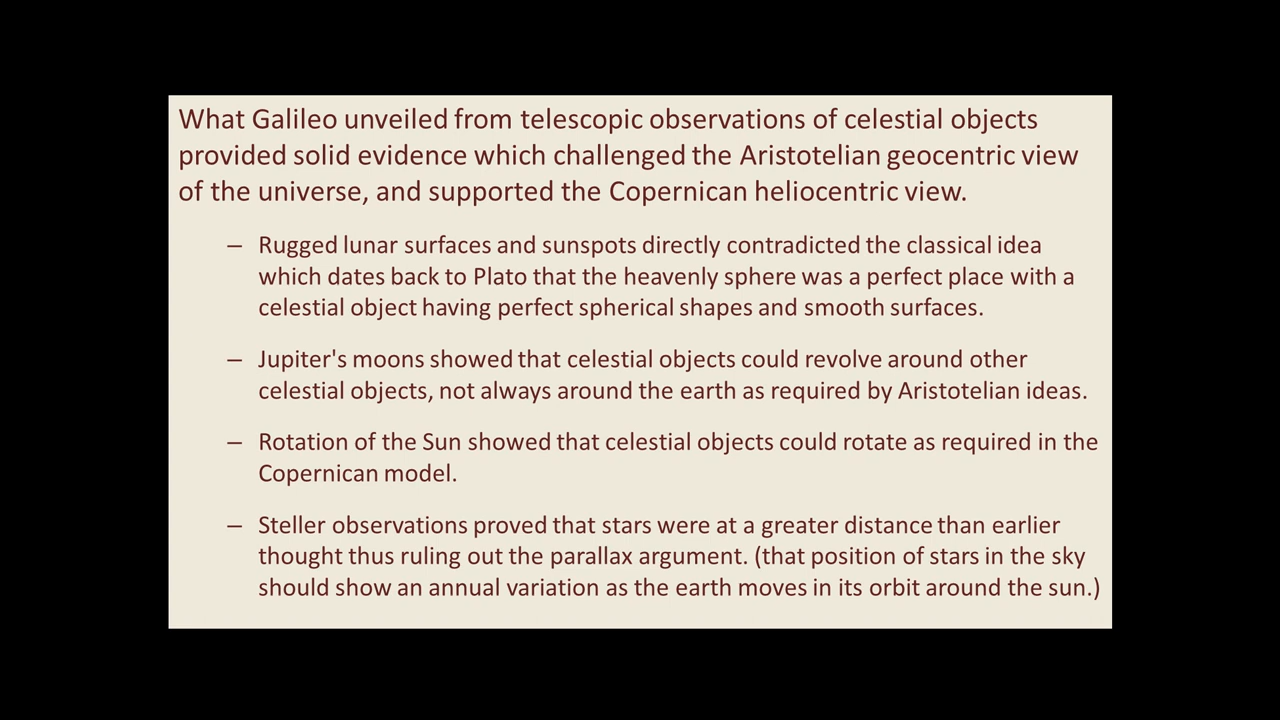 What Galileo unveiled from telescopic observations of celestial objects
provided solid evidence which challenged the Aristotelian geocentric view
of the universe, and supported the Copernican heliocentric view.
– Rugged lunar surfaces and sunspots directly contradicted the classical idea
which dates back to Plato that the heavenly sphere was a perfect place with a
celestial object having perfect spherical shapes and smooth surfaces.
– Jupiter's moons showed that celestial objects could revolve around other
celestial objects, not always around the earth as required by Aristotelian ideas.
– Rotation of the Sun showed that celestial objects could rotate as required in the
Copernican model.
– Steller observations proved that stars were at a greater distance than earlier
thought thus ruling out the parallax argument. (that position of stars in the sky
should show an annual variation as the earth moves in its orbit around the sun.)